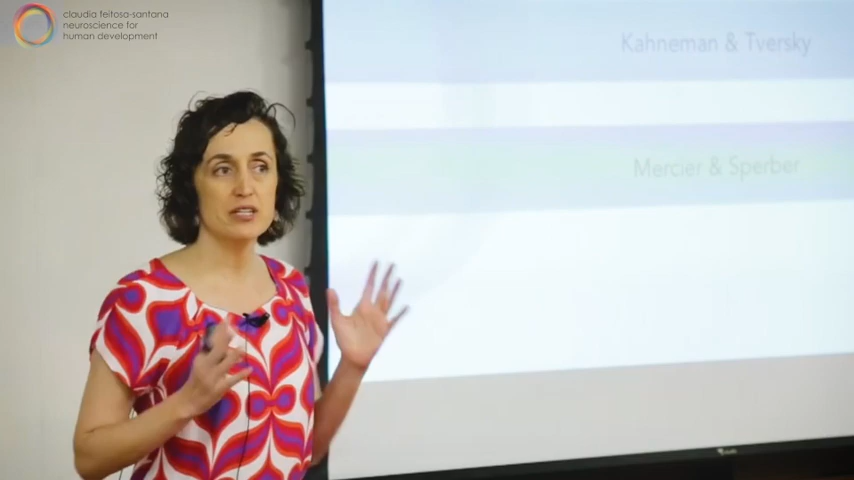 claudia feitosa-santana
neuroscience for
human development
Kahneman & Tversky
Mercier & Sperber